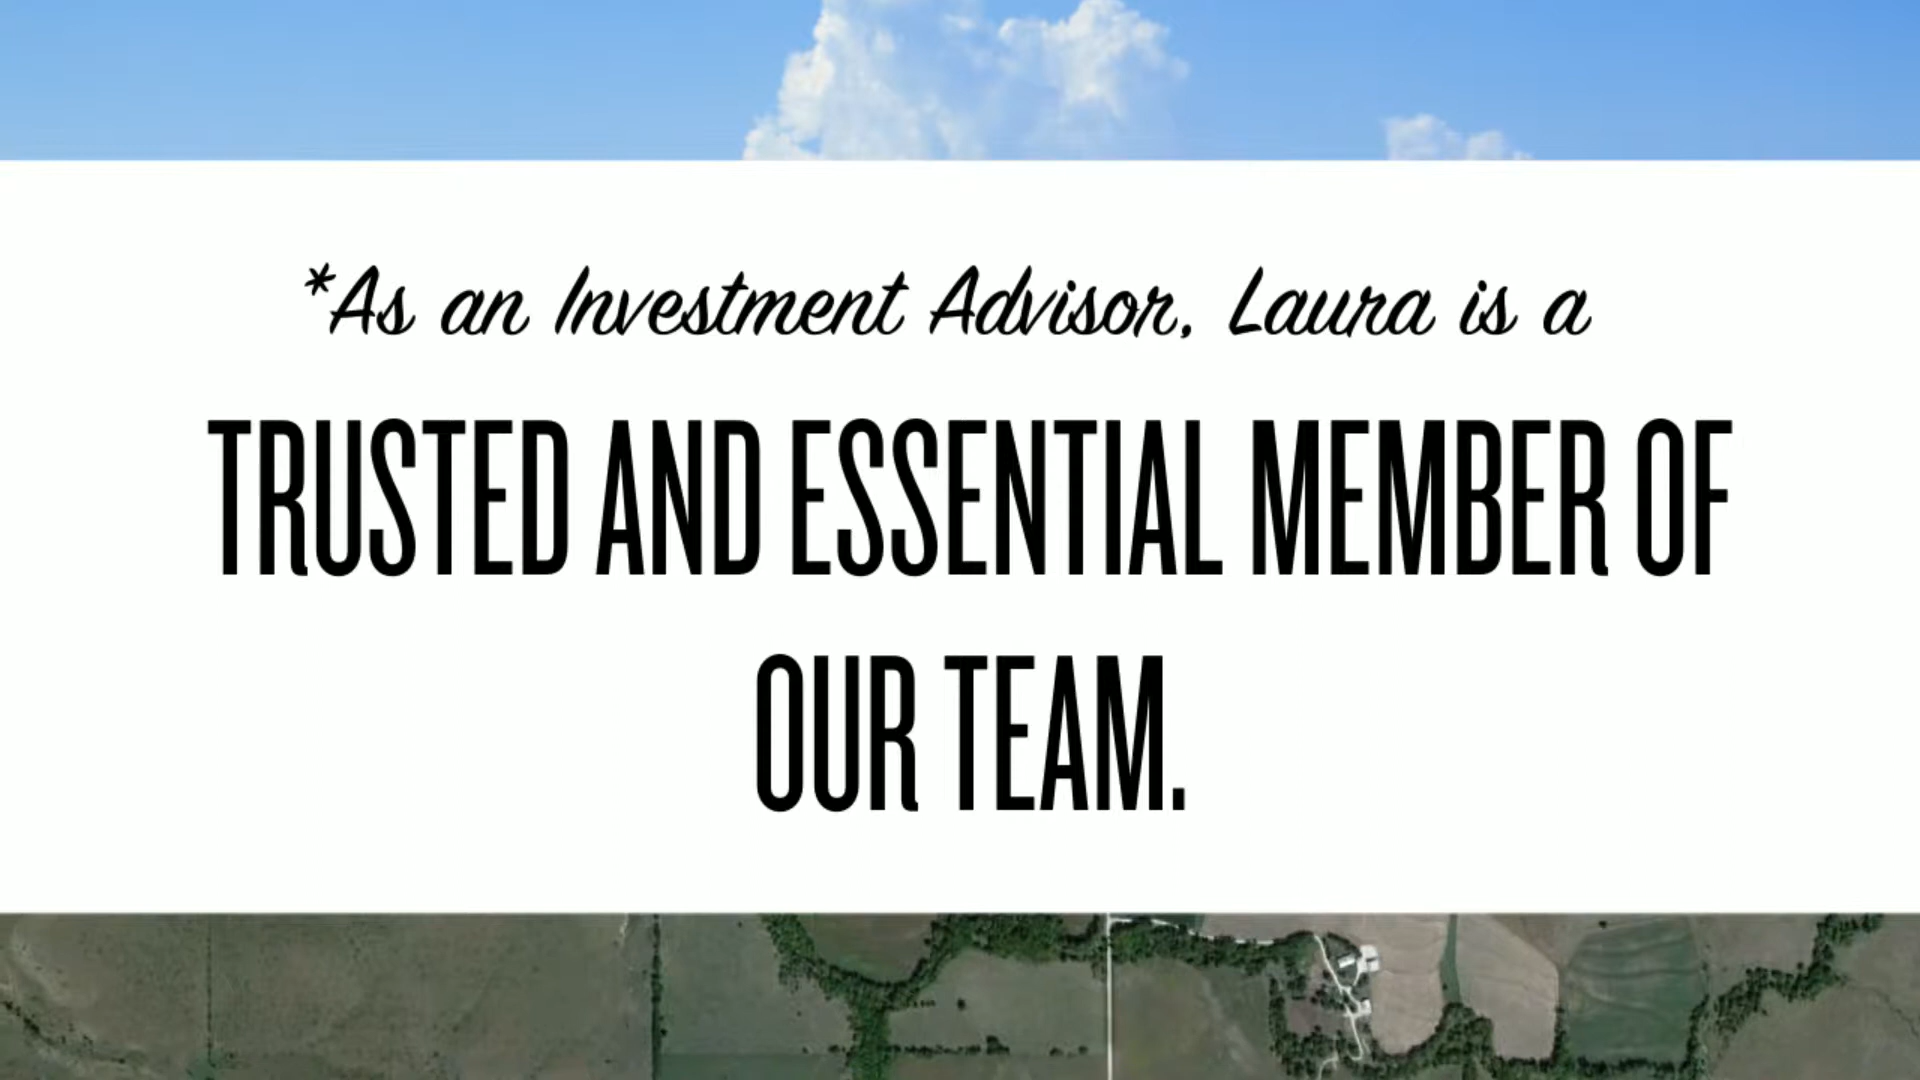 *As an Investment Advisor, Laura is a
TRUSTED AND ESSENTIAL MEMBER OF
OUR TEAM.